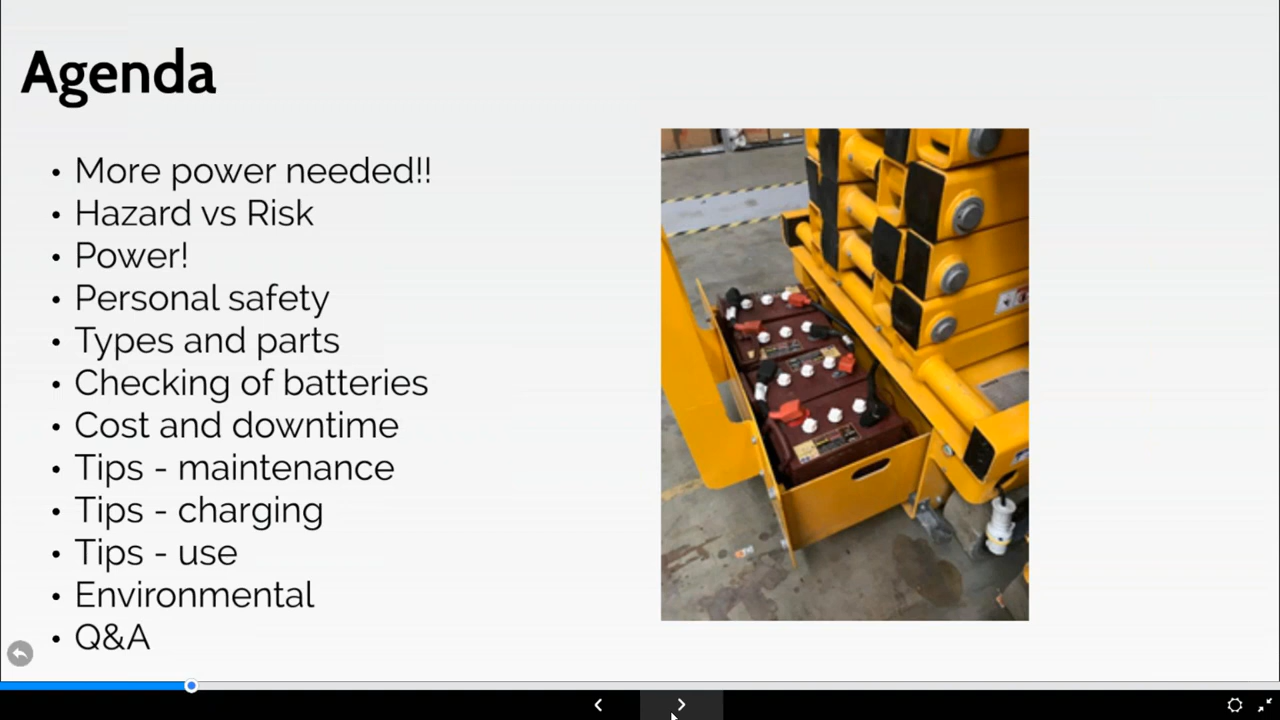 Agenda
• More power needed!!
• Hazard vs Risk
• Power!
• Personal safety
• Types and parts
• Checking of batteries
• Cost and downtime
• Tips - maintenance
• Tips - charging
• Tips - use
• Environmental
• Q&A